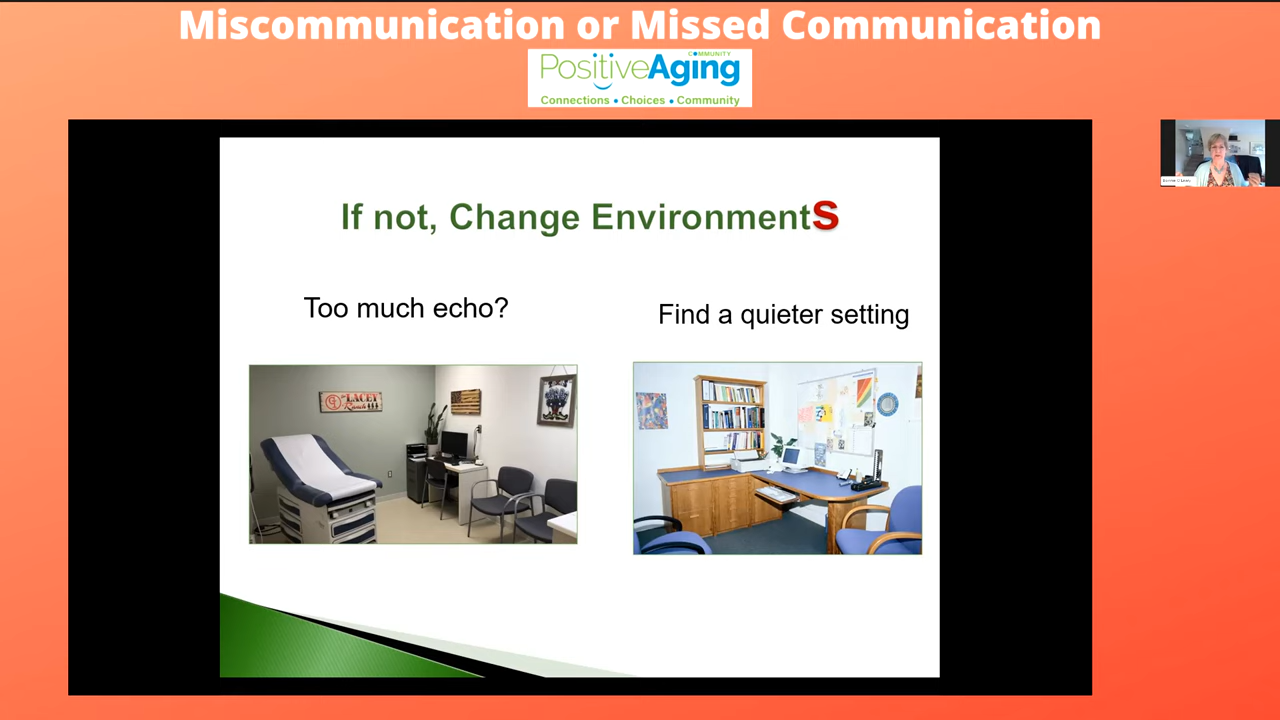 Miscommunication or Missed Communication
COMMUNITY
PositiveAging
Connections • Choices • Community
If not, Change EnvironmentS
Too much echo?
Find a quieter setting
LACEY
Ranch